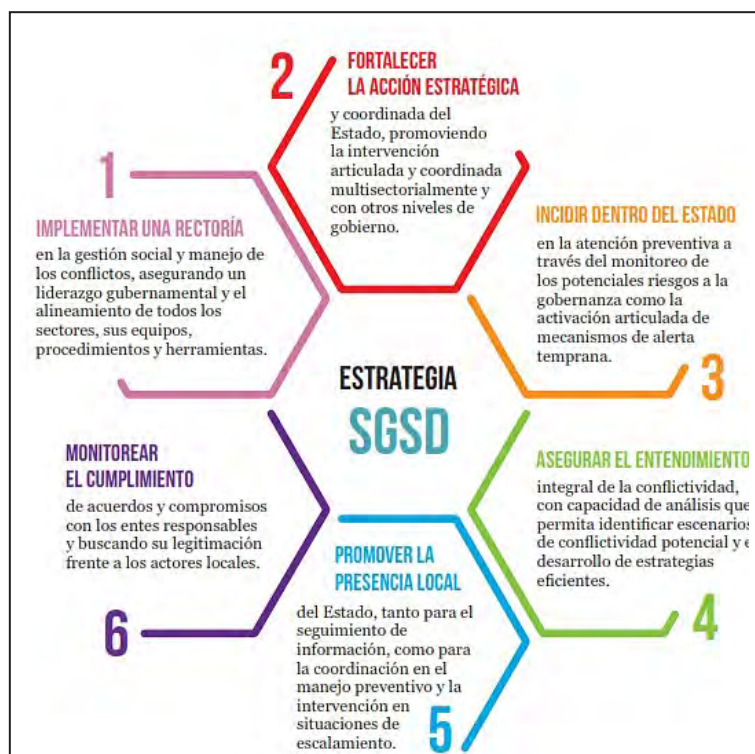 1
IMPLEMENTAR UNA RECTORÍA
en la gestión social y manejo de
los conflictos, asegurando un
liderazgo gubernamental y el
alineamiento de todos los
sectores, sus equipos,
procedimientos y herramientas.
2
FORTALECER
LA ACCIÓN ESTRATÉGICA
y coordinada del
Estado, promoviendo
la intervención
articulada y coordinada
multisectorialmente y
con otros niveles de
gobierno.
INCIDIR DENTRO DEL ESTADO
en la atención preventiva a
través del monitoreo de
los potenciales riesgos a la
gobernanza como la
activación articulada de
mecanismos de alerta
temprana.
3
ESTRATEGIA
SGSD
ASEGURAR EL ENTENDIMIENTO
integral de la conflictividad,
con capacidad de análisis que
permita identificar escenarios
de conflictividad potencial y e
desarrollo de estrategias
eficientes.
4
PROMOVER LA
PRESENCIA LOCAL
del Estado, tanto para el
seguimiento de
información, como para
la coordinación en el
manejo preventivo y la
intervención en
situaciones de
escalamiento.
5
MONITOREAR
EL CUMPLIMIENTO
de acuerdos y compromisos
con los entes responsables
y buscando su legitimación
frente a los actores locales.
6